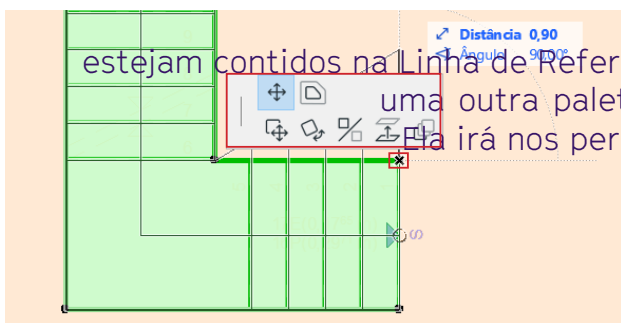 Distância 0,90
Ângulo 90,00°
estejam contidos na Linha de Refer
uma outra palet
Ela irá nos per
S